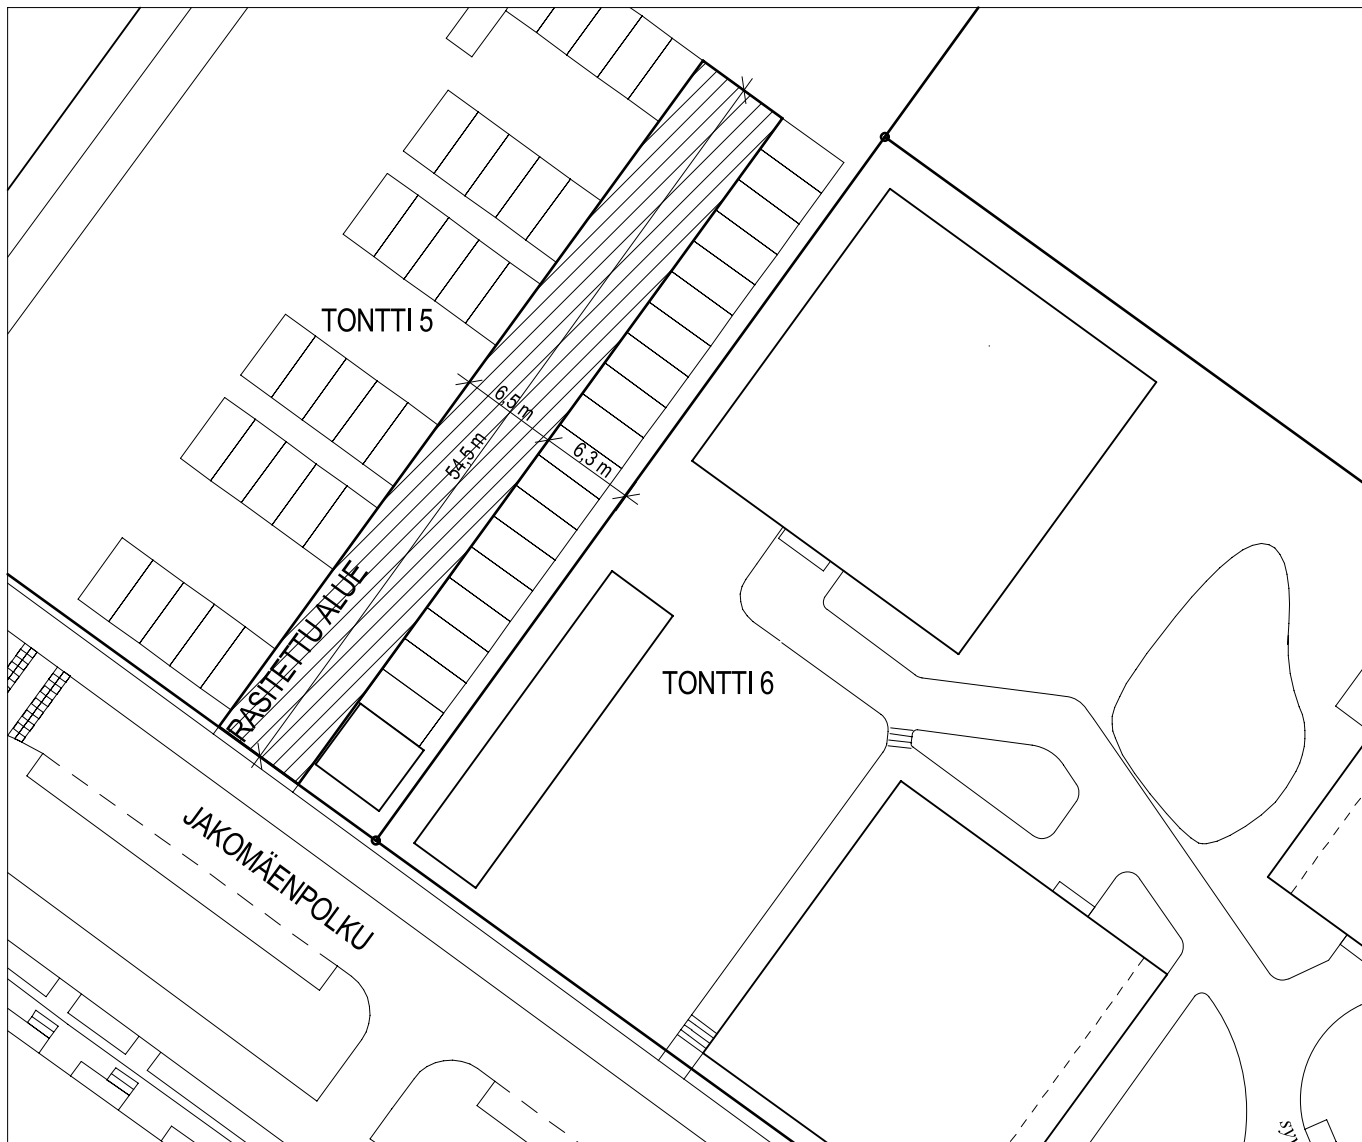 TONTTI 5
6,5 m
54,5 m
6,3 m
RASITETTU ALUE
TONTTI 6
JAKOMÄENPOLKU